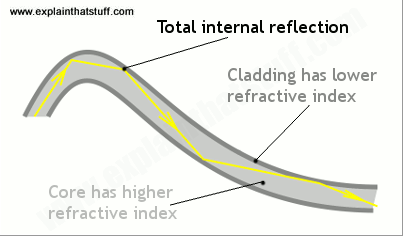 www.explainthatstuff.com
Total internal reflection
Cladding has lower
refractive index
Core has higher
refractive index